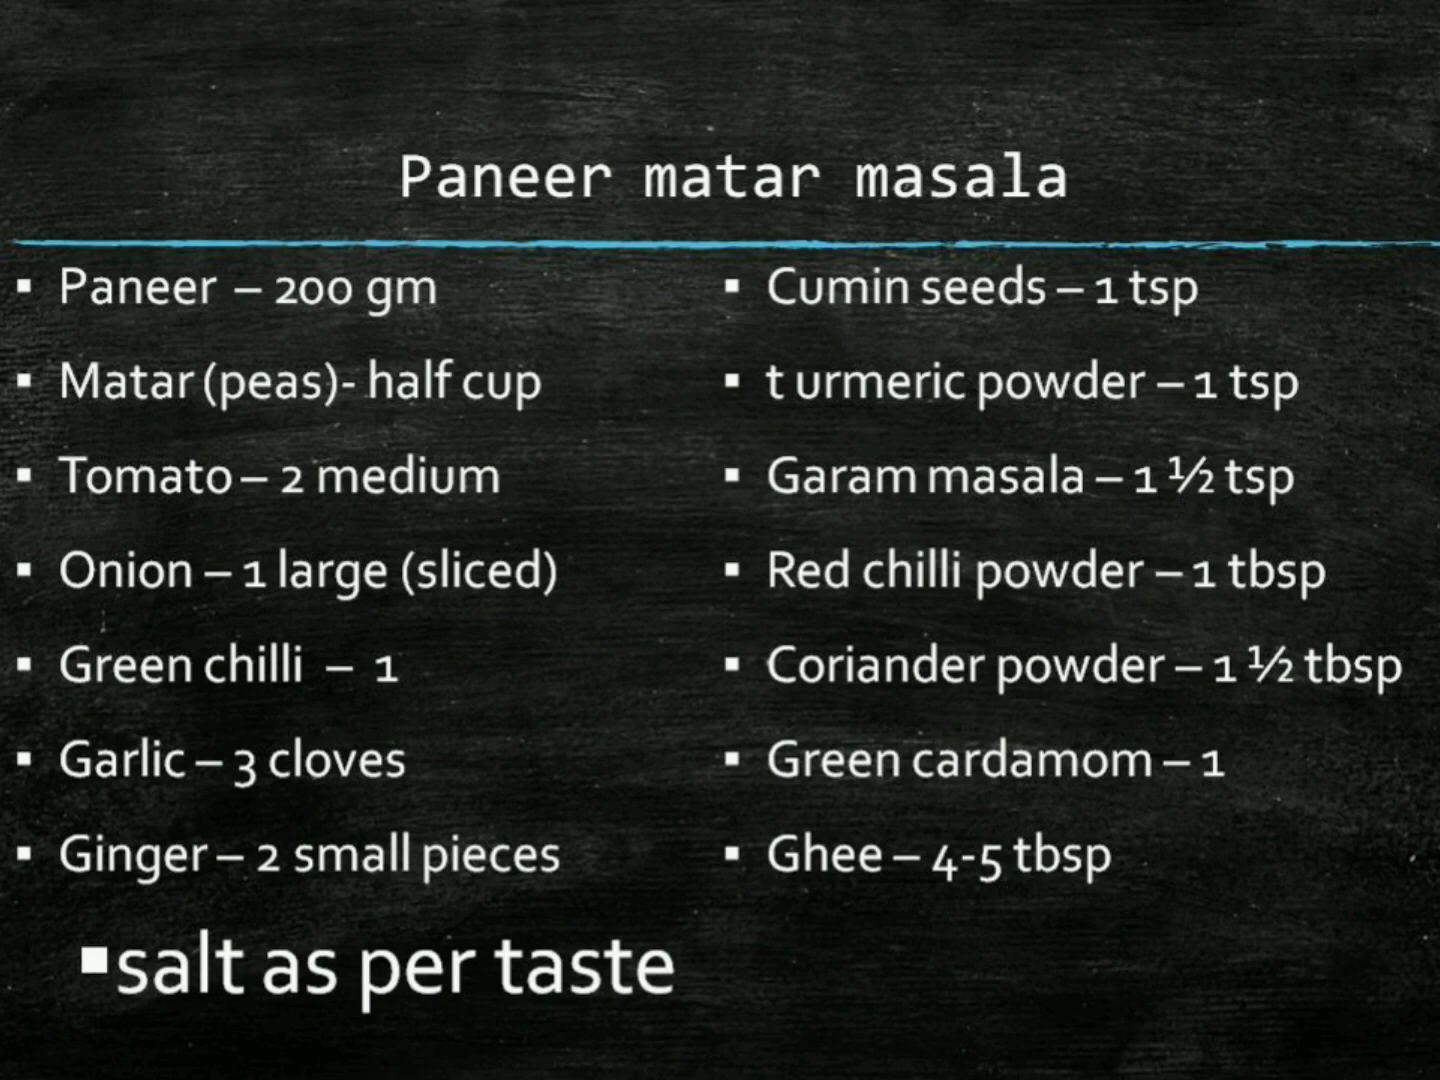 Paneer matar masala
▪ Paneer – 200 gm
▪ Matar (peas)- half cup
▪ Tomato – 2 medium
▪ Onion – 1 large (sliced)
▪ Green chilli – 1
▪ Garlic – 3 cloves
▪ Ginger – 2 small pieces
▪ salt as per taste
▪ Cumin seeds – 1 tsp
▪ t urmeric powder – 1 tsp
▪ Garam masala – 1 ½ tsp
▪ Red chilli powder – 1 tbsp
▪ Coriander powder – 1 ½ tbsp
▪ Green cardamom – 1
▪ Ghee – 4-5 tbsp